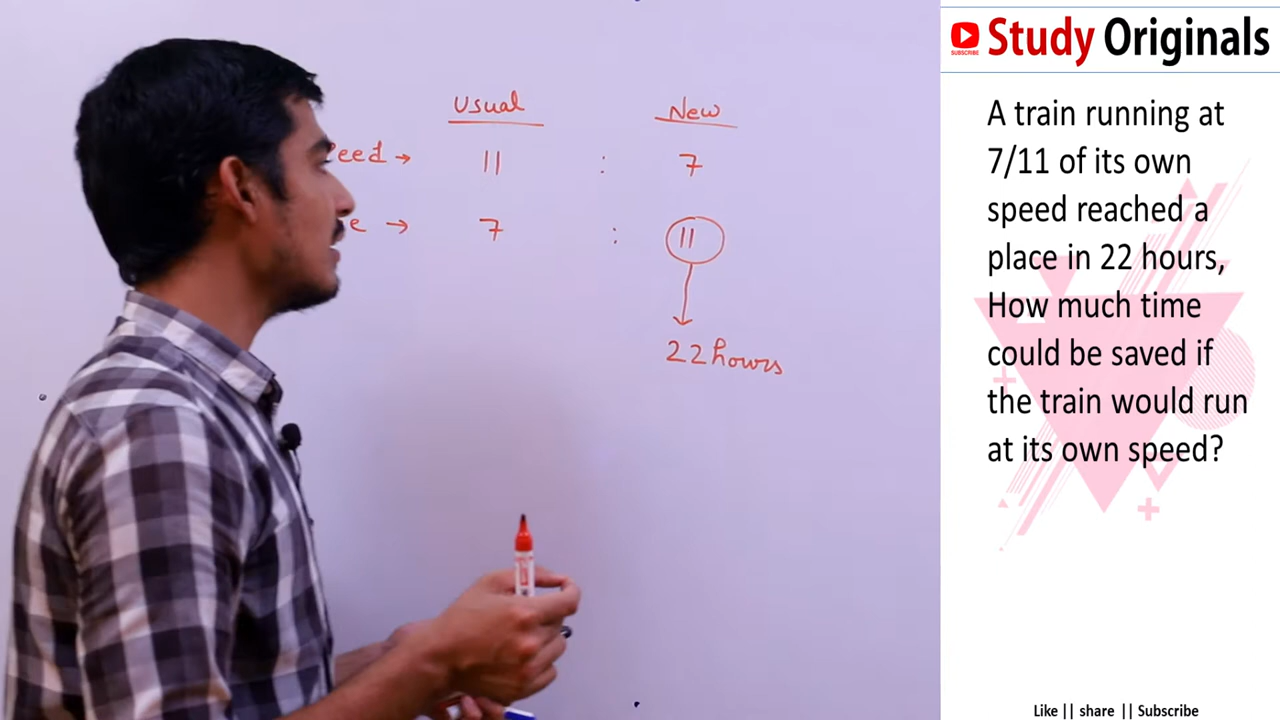 Usual New
eed → 11 : 7
e → 7 : 11
22 hours
SUBSCRIBE
Study Originals
A train running at
7/11 of its own
speed reached a
place in 22 hours,
How much time
could be saved if
the train would run
at its own speed?
Like || share || Subscribe